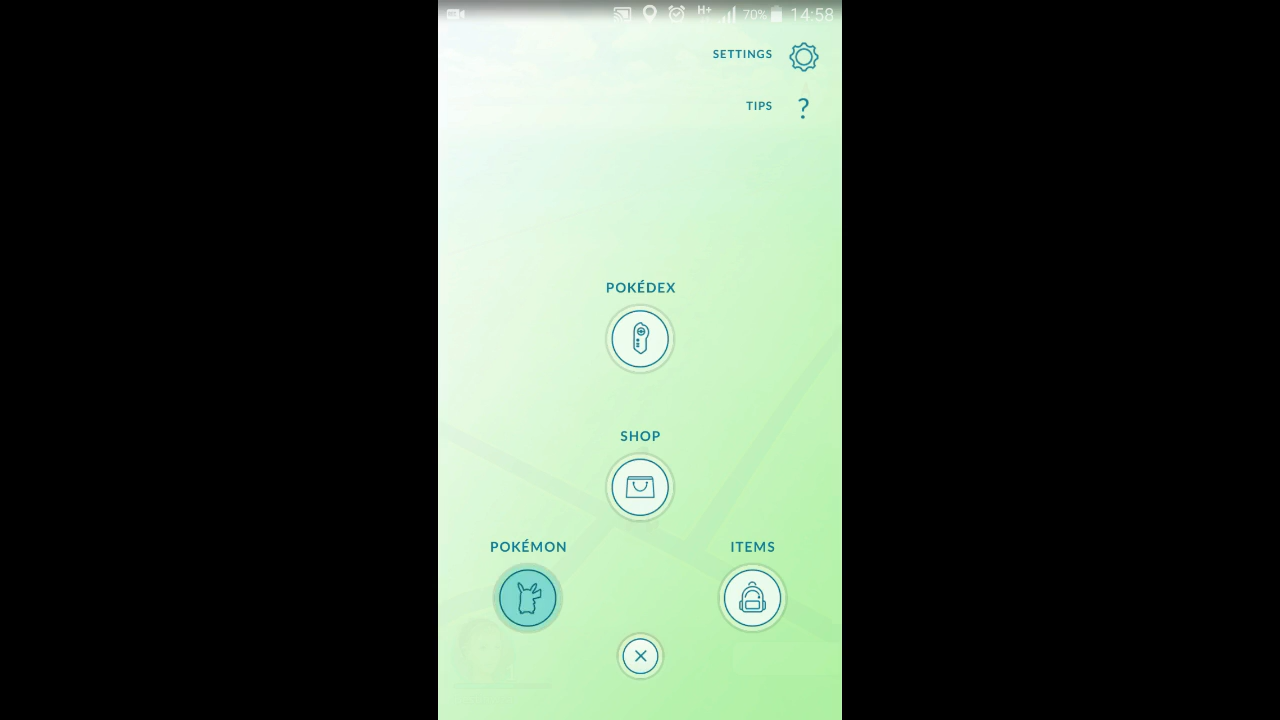 H+ 70% 14:58
SETTINGS
TIPS ?
POKÉDEX
SHOP
POKÉMON ITEMS